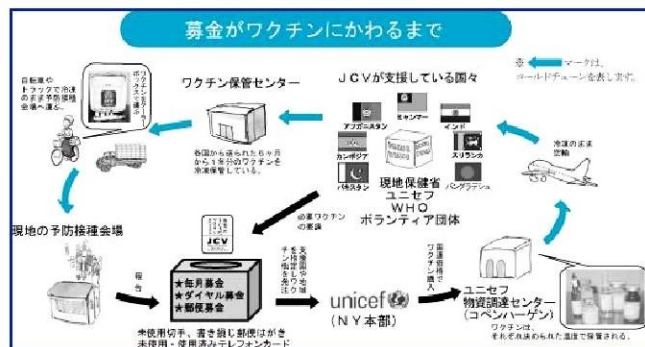 募金がワクチンにかわるまで
※ マークは、
コールドチェーンを表します。
自転車や
トラックで冷凍
のまま予防接種
会場へ運ぶ。
ワクチン保管センター
各国から送られた6ヶ月
から1年分のワクチンを
冷凍保管している。
JCVが支援している国々
アフガニスタン
ミャンマー
インド
カンボジア
スリランカ
パキスタン
バングラデシュ
現地保健省
ユニセフ
WHO
ボランティア団体
冷凍のまま
空輸
現地の予防接種会場
報告
必要ワクチン
の要請
JCV
★毎月募金
★ダイヤル募金
★郵便募金
未使用切手、書き損じ郵便はがき
未使用・使用済みテレフォンカード
支援国や地域
を指定しワク
チンを発注
unicef
(NY本部)
国連価格で
ワクチン購入
ユニセフ
物資調達センター
(コペンハーゲン)
ワクチンは、
それぞれ決められた温度で保管される。